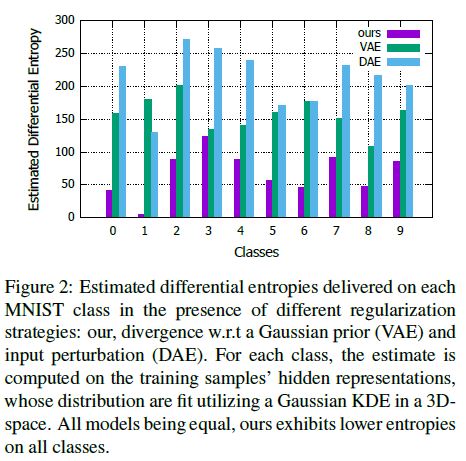 300
250
200
150
100
50
0
Estimated Differential Entropy
ours
VAE
DAE
0 1 2 3 4 5 6 7 8 9
Classes
Figure 2: Estimated differential entropies delivered on each
MNIST class in the presence of different regularization
strategies: our, divergence w.r.t a Gaussian prior (VAE) and
input perturbation (DAE). For each class, the estimate is
computed on the training samples' hidden representations,
whose distribution are fit utilizing a Gaussian KDE in a 3D-
space. All models being equal, ours exhibits lower entropies
on all classes.